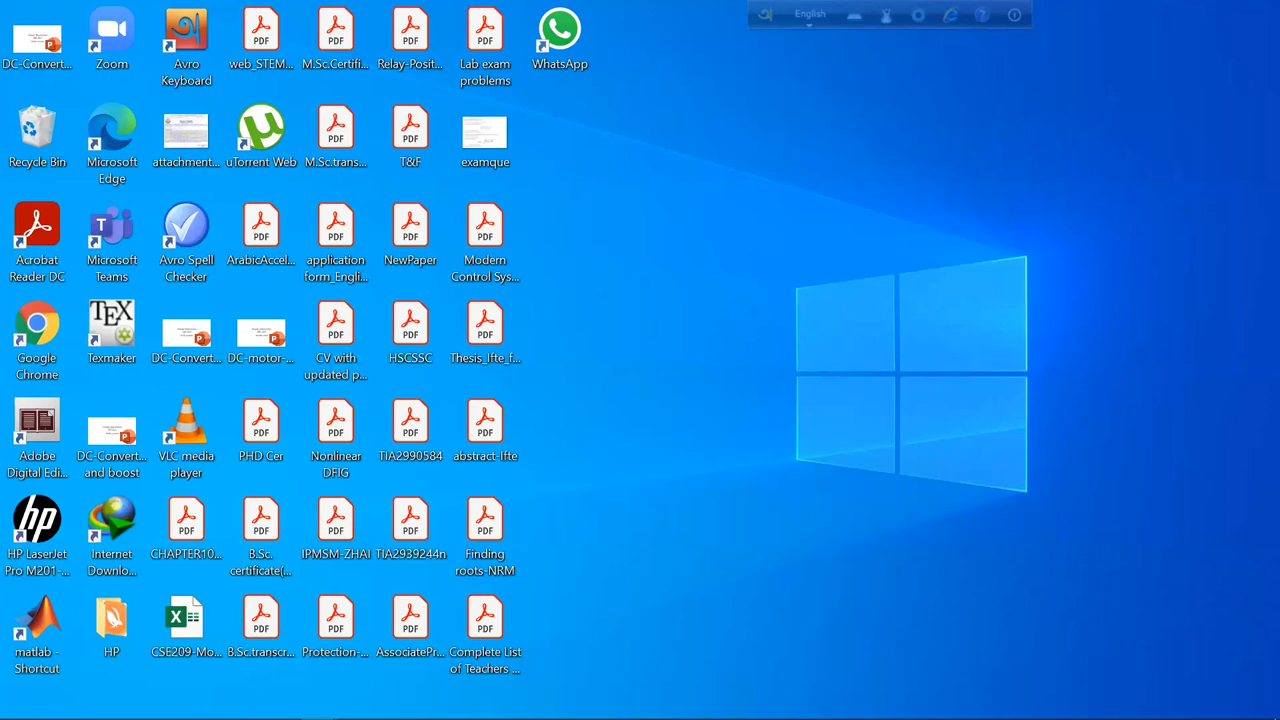 English
DC-Convert...
Zoom
Avro
Keyboard
web_STEM...
M.Sc.Certifi...
Relay-Posit...
Lab exam
problems
WhatsApp
Recycle Bin
Microsoft
Edge
attachment...
uTorrent Web
M.Sc.trans...
T&F
examque
Acrobat
Reader DC
Microsoft
Teams
Avro Spell
Checker
ArabicAccel...
application
form_Engli...
NewPaper
Modern
Control Sys...
Google
Chrome
TEX
Texmaker
DC-Convert...
DC-motor-...
CV with
updated p...
HSCSSC
Thesis_Ifte_f...
Adobe
Digital Edi...
DC-Convert...
and boost
VLC media
player
PHD Cer
Nonlinear
DFIG
TIA2990584
abstract-Ifte
HP LaserJet
Pro M201-...
Internet
Downlo...
CHAPTER10...
B.Sc.
certificate(...
IPMSM-ZHAI
TIA2939244n
Finding
roots-NRM
matlab -
Shortcut
HP
CSE209-Mo...
B.Sc.transcr...
Protection-...
AssociatePr...
Complete List
of Teachers ...